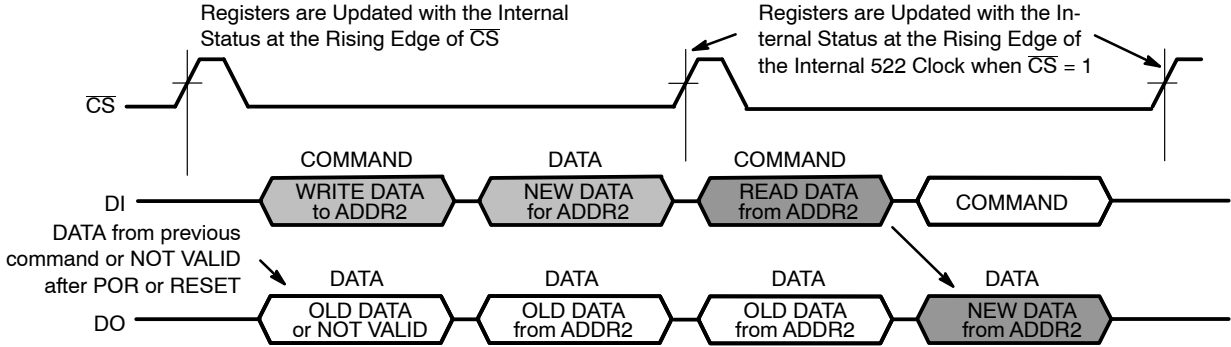 Registers are Updated with the Internal
Status at the Rising Edge of CS
Registers are Updated with the In-
ternal Status at the Rising Edge of
the Internal 522 Clock when CS = 1
CS
COMMAND
DATA
COMMAND
WRITE DATA
to ADDR2
NEW DATA
for ADDR2
READ DATA
from ADDR2
COMMAND
DI
DATA from previous
command or NOT VALID
after POR or RESET
DATA
DATA
DATA
DATA
OLD DATA
or NOT VALID
OLD DATA
from ADDR2
OLD DATA
from ADDR2
NEW DATA
from ADDR2
DO